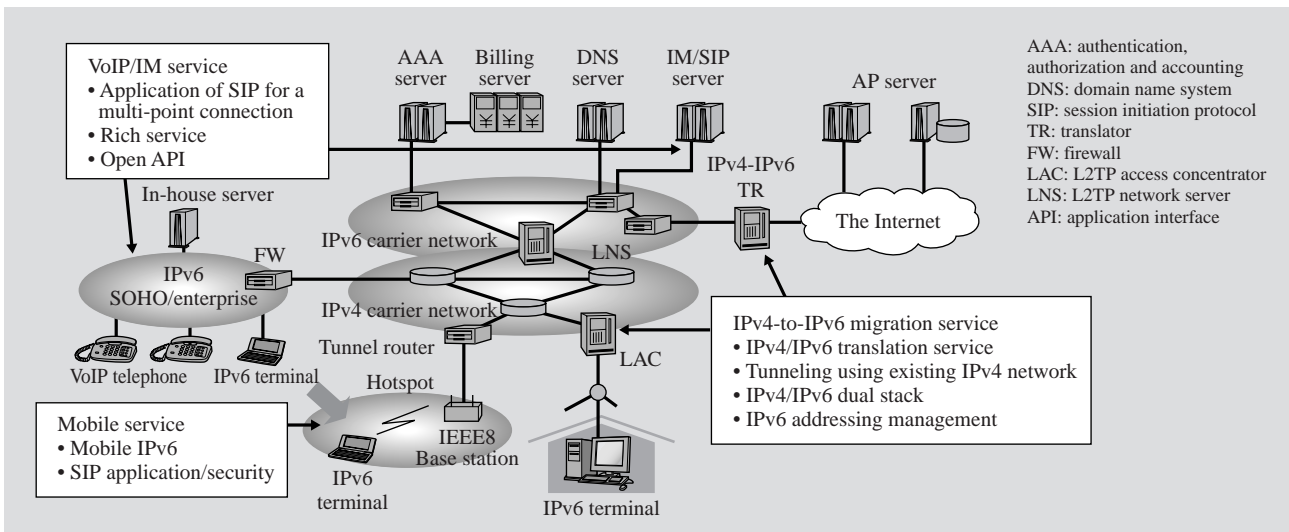 VoIP/IM service
• Application of SIP for a
multi-point connection
• Rich service
• Open API
AAA
server
Billing
server
DNS
server
IM/SIP
server
AP server
AAA: authentication,
authorization and accounting
DNS: domain name system
SIP: session initiation protocol
TR: translator
FW: firewall
LAC: L2TP access concentrator
LNS: L2TP network server
API: application interface
¥ ¥ ¥
IPv4-IPv6
TR
In-house server
IPv6 carrier network
LNS
The Internet
FW
IPv6
SOHO/enterprise
IPv4 carrier network
Tunnel router
LAC
VoIP telephone
IPv6 terminal
Hotspot
IPv4-to-IPv6 migration service
• IPv4/IPv6 translation service
• Tunneling using existing IPv4 network
• IPv4/IPv6 dual stack
• IPv6 addressing management
Mobile service
• Mobile IPv6
• SIP application/security
IEEE8
Base station
IPv6
terminal
IPv6 terminal